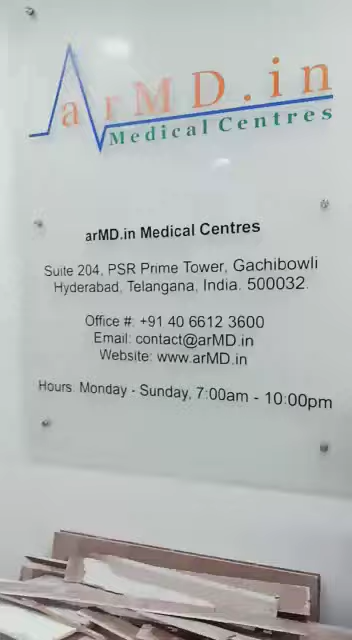 arMD.in
Medical Centres
arMD.in Medical Centres
Suite 204, PSR Prime Tower, Gachibowli
Hyderabad, Telangana, India. 500032.
Office #: +91 40 6612 3600
Email: contact@arMD.in
Website: www.arMD.in
Hours: Monday - Sunday, 7:00am - 10:00pm